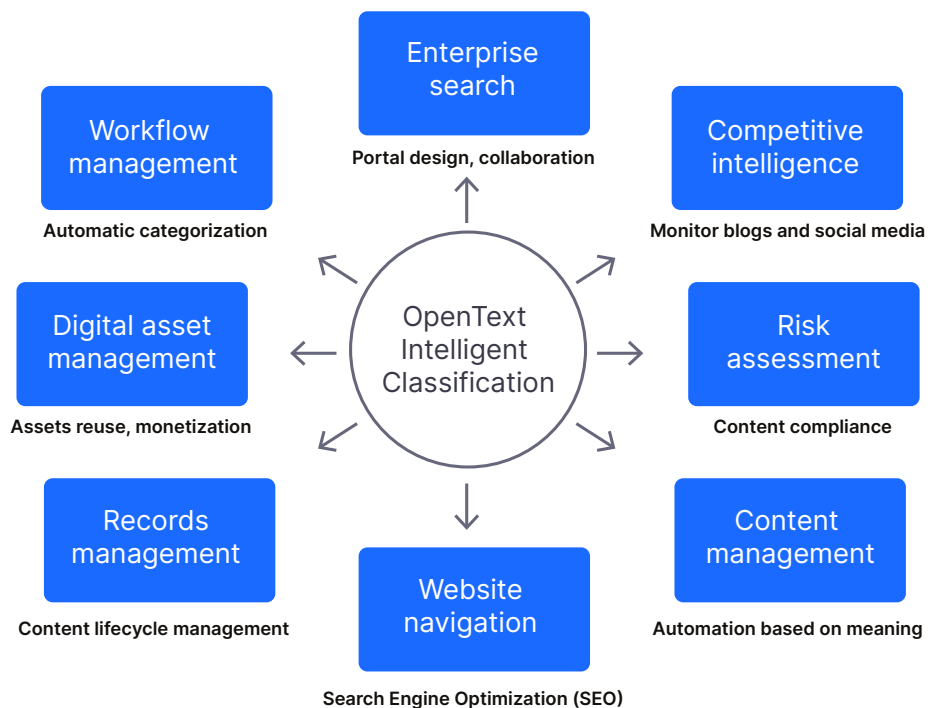 Enterprise
search
Portal design, collaboration
Workflow
management
Automatic categorization
Competitive
intelligence
Monitor blogs and social media
OpenText
Intelligent
Classification
Digital asset
management
Assets reuse, monetization
Risk
assessment
Content compliance
Records
management
Content lifecycle management
Website
navigation
Search Engine Optimization (SEO)
Content
management
Automation based on meaning